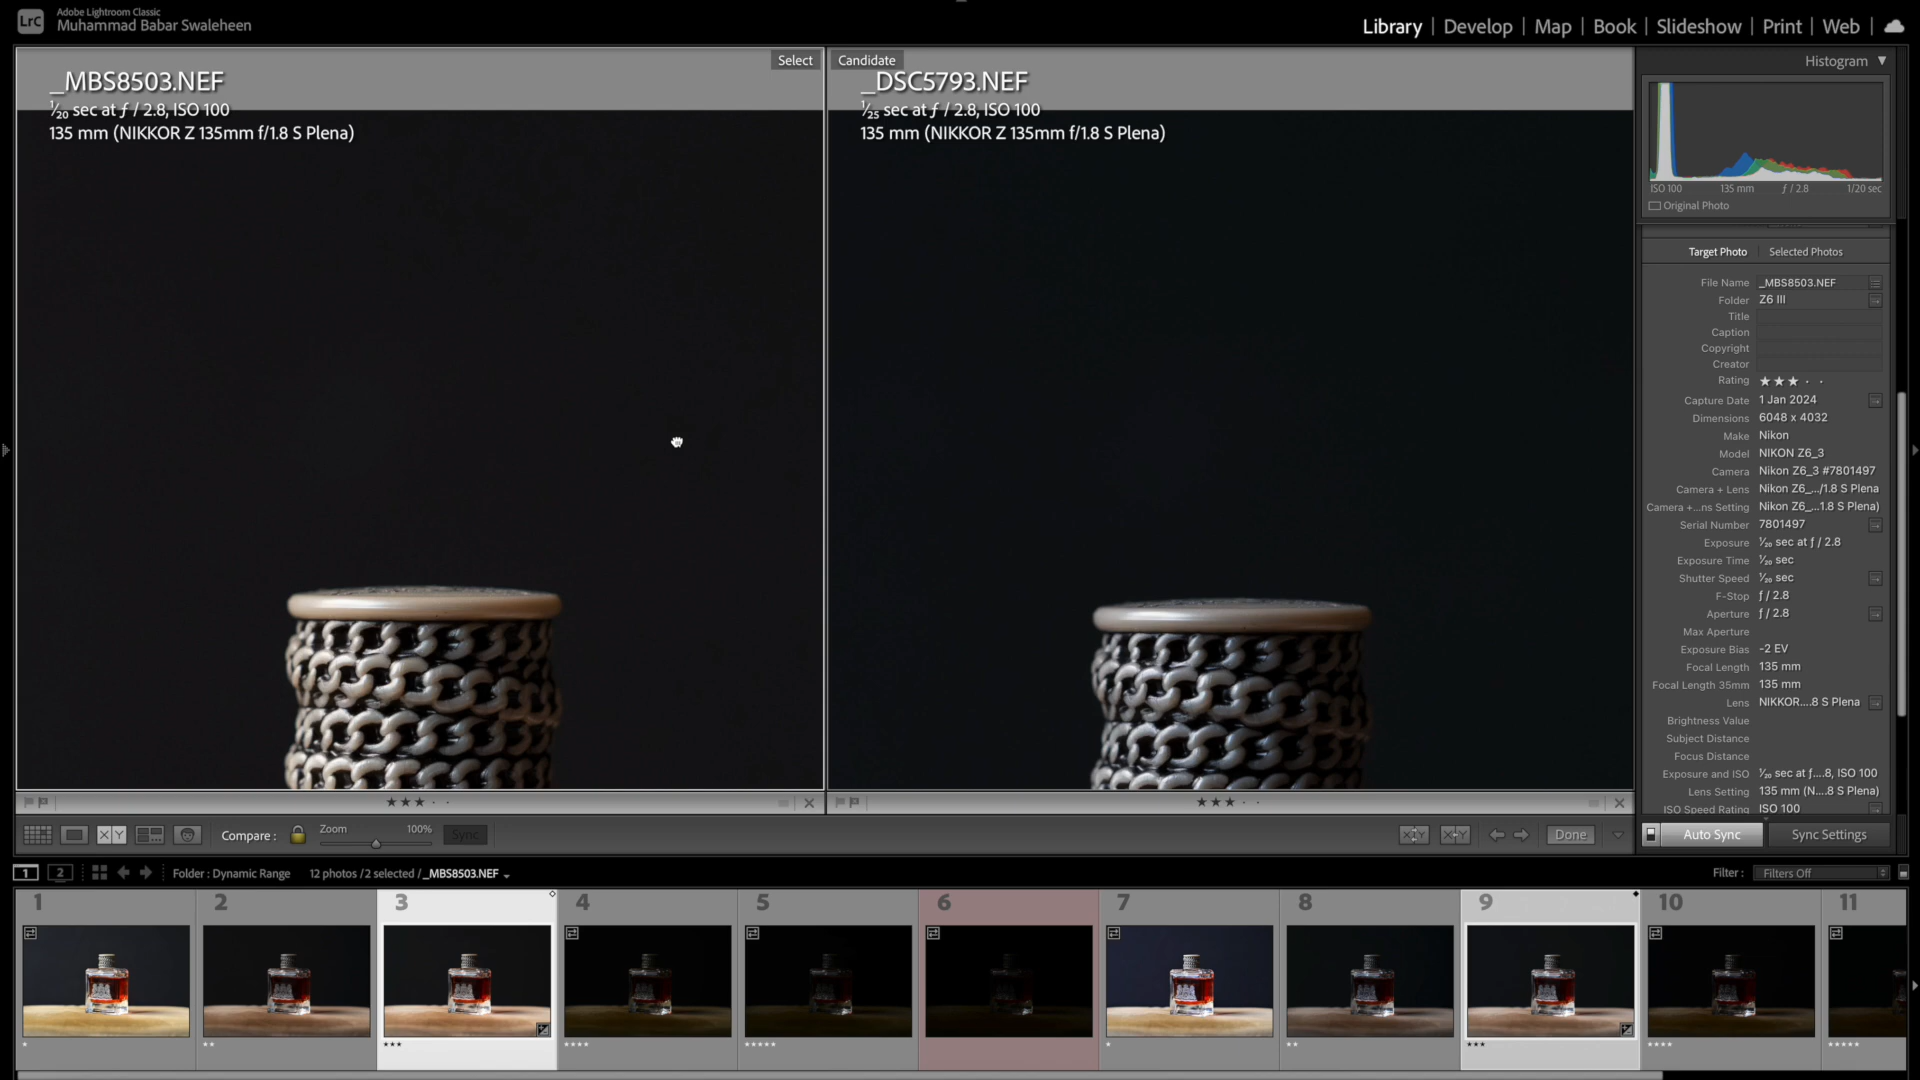 LrC
Adobe Lightroom Classic
Muhammad Babar Swaleheen
Library | Develop | Map | Book | Slideshow | Print | Web |
Select
_MBS8503.NEF
1/20 sec at ƒ / 2.8, ISO 100
135 mm (NIKKOR Z 135mm f/1.8 S Plena)
Candidate
_DSC5793.NEF
1/25 sec at ƒ / 2.8, ISO 100
135 mm (NIKKOR Z 135mm f/1.8 S Plena)
Histogram
ISO 100 135 mm ƒ / 2.8 1/20 sec
Original Photo
Target Photo Selected Photos
File Name _MBS8503.NEF
Folder Z6 III
Title
Caption
Copyright
Creator
Rating
Capture Date 1 Jan 2024
Dimensions 6048 x 4032
Make Nikon
Model NIKON Z6_3
Camera Nikon Z6_3 #7801497
Camera + Lens Nikon Z6_.../1.8 S Plena
Camera +...ns Setting Nikon Z6_...1.8 S Plena)
Serial Number 7801497
Exposure 1/20 sec at ƒ / 2.8
Exposure Time 1/20 sec
Shutter Speed 1/20 sec
F-Stop ƒ / 2.8
Aperture ƒ / 2.8
Max Aperture
Exposure Bias -2 EV
Focal Length 135 mm
Focal Length 35mm 135 mm
Lens NIKKOR....8 S Plena
Brightness Value
Subject Distance
Focus Distance
Exposure and ISO 1/20 sec at ƒ....8, ISO 100
Lens Setting 135 mm (N....8 S Plena)
ISO Speed Rating ISO 100
Auto Sync Sync Settings
X Y Compare : Zoom 100% Sync
X Y X Y Done
1 2 Folder : Dynamic Range 12 photos /2 selected /_MBS8503.NEF
Filter : Filters Off
1 2 3 4 5 6 7 8 9 10 11